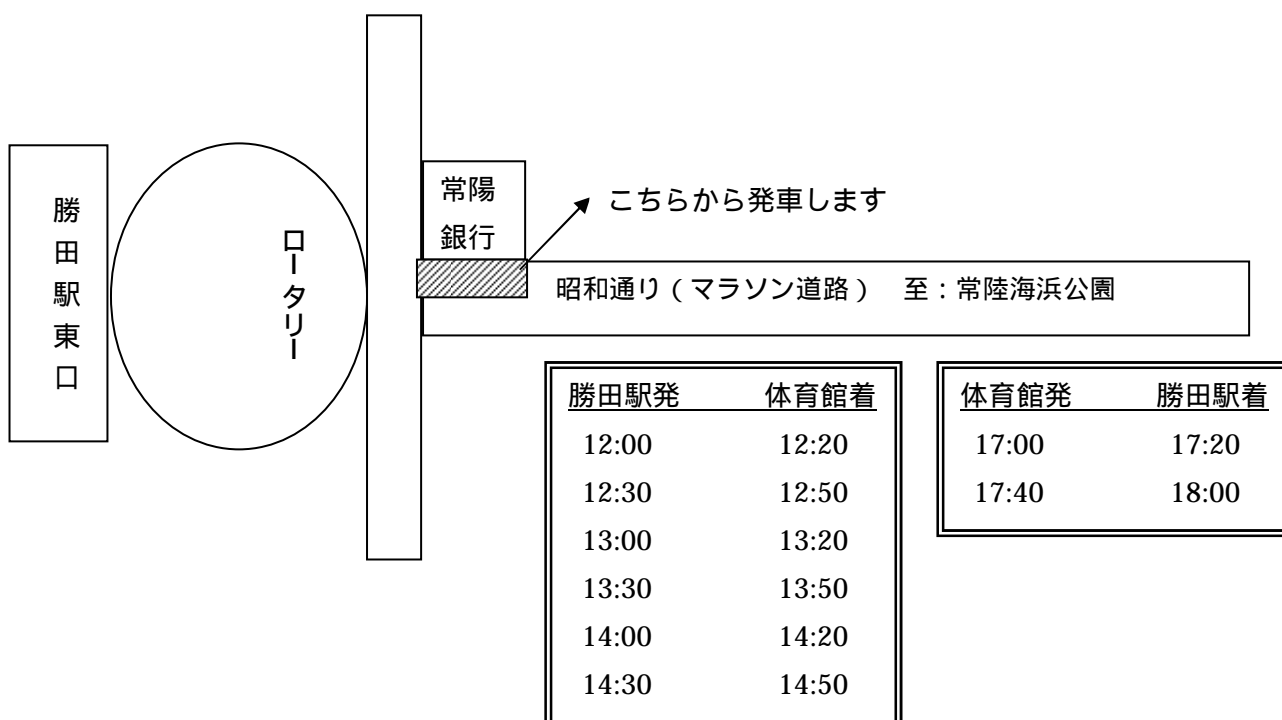 勝田駅東口
ロータリー
常陽
銀行
こちらから発車します
昭和通り(マラソン道路) 至:常陸海浜公園
勝田駅発 体育館着
12:00 12:20
12:30 12:50
13:00 13:20
13:30 13:50
14:00 14:20
14:30 14:50
体育館発 勝田駅着
17:00 17:20
17:40 18:00